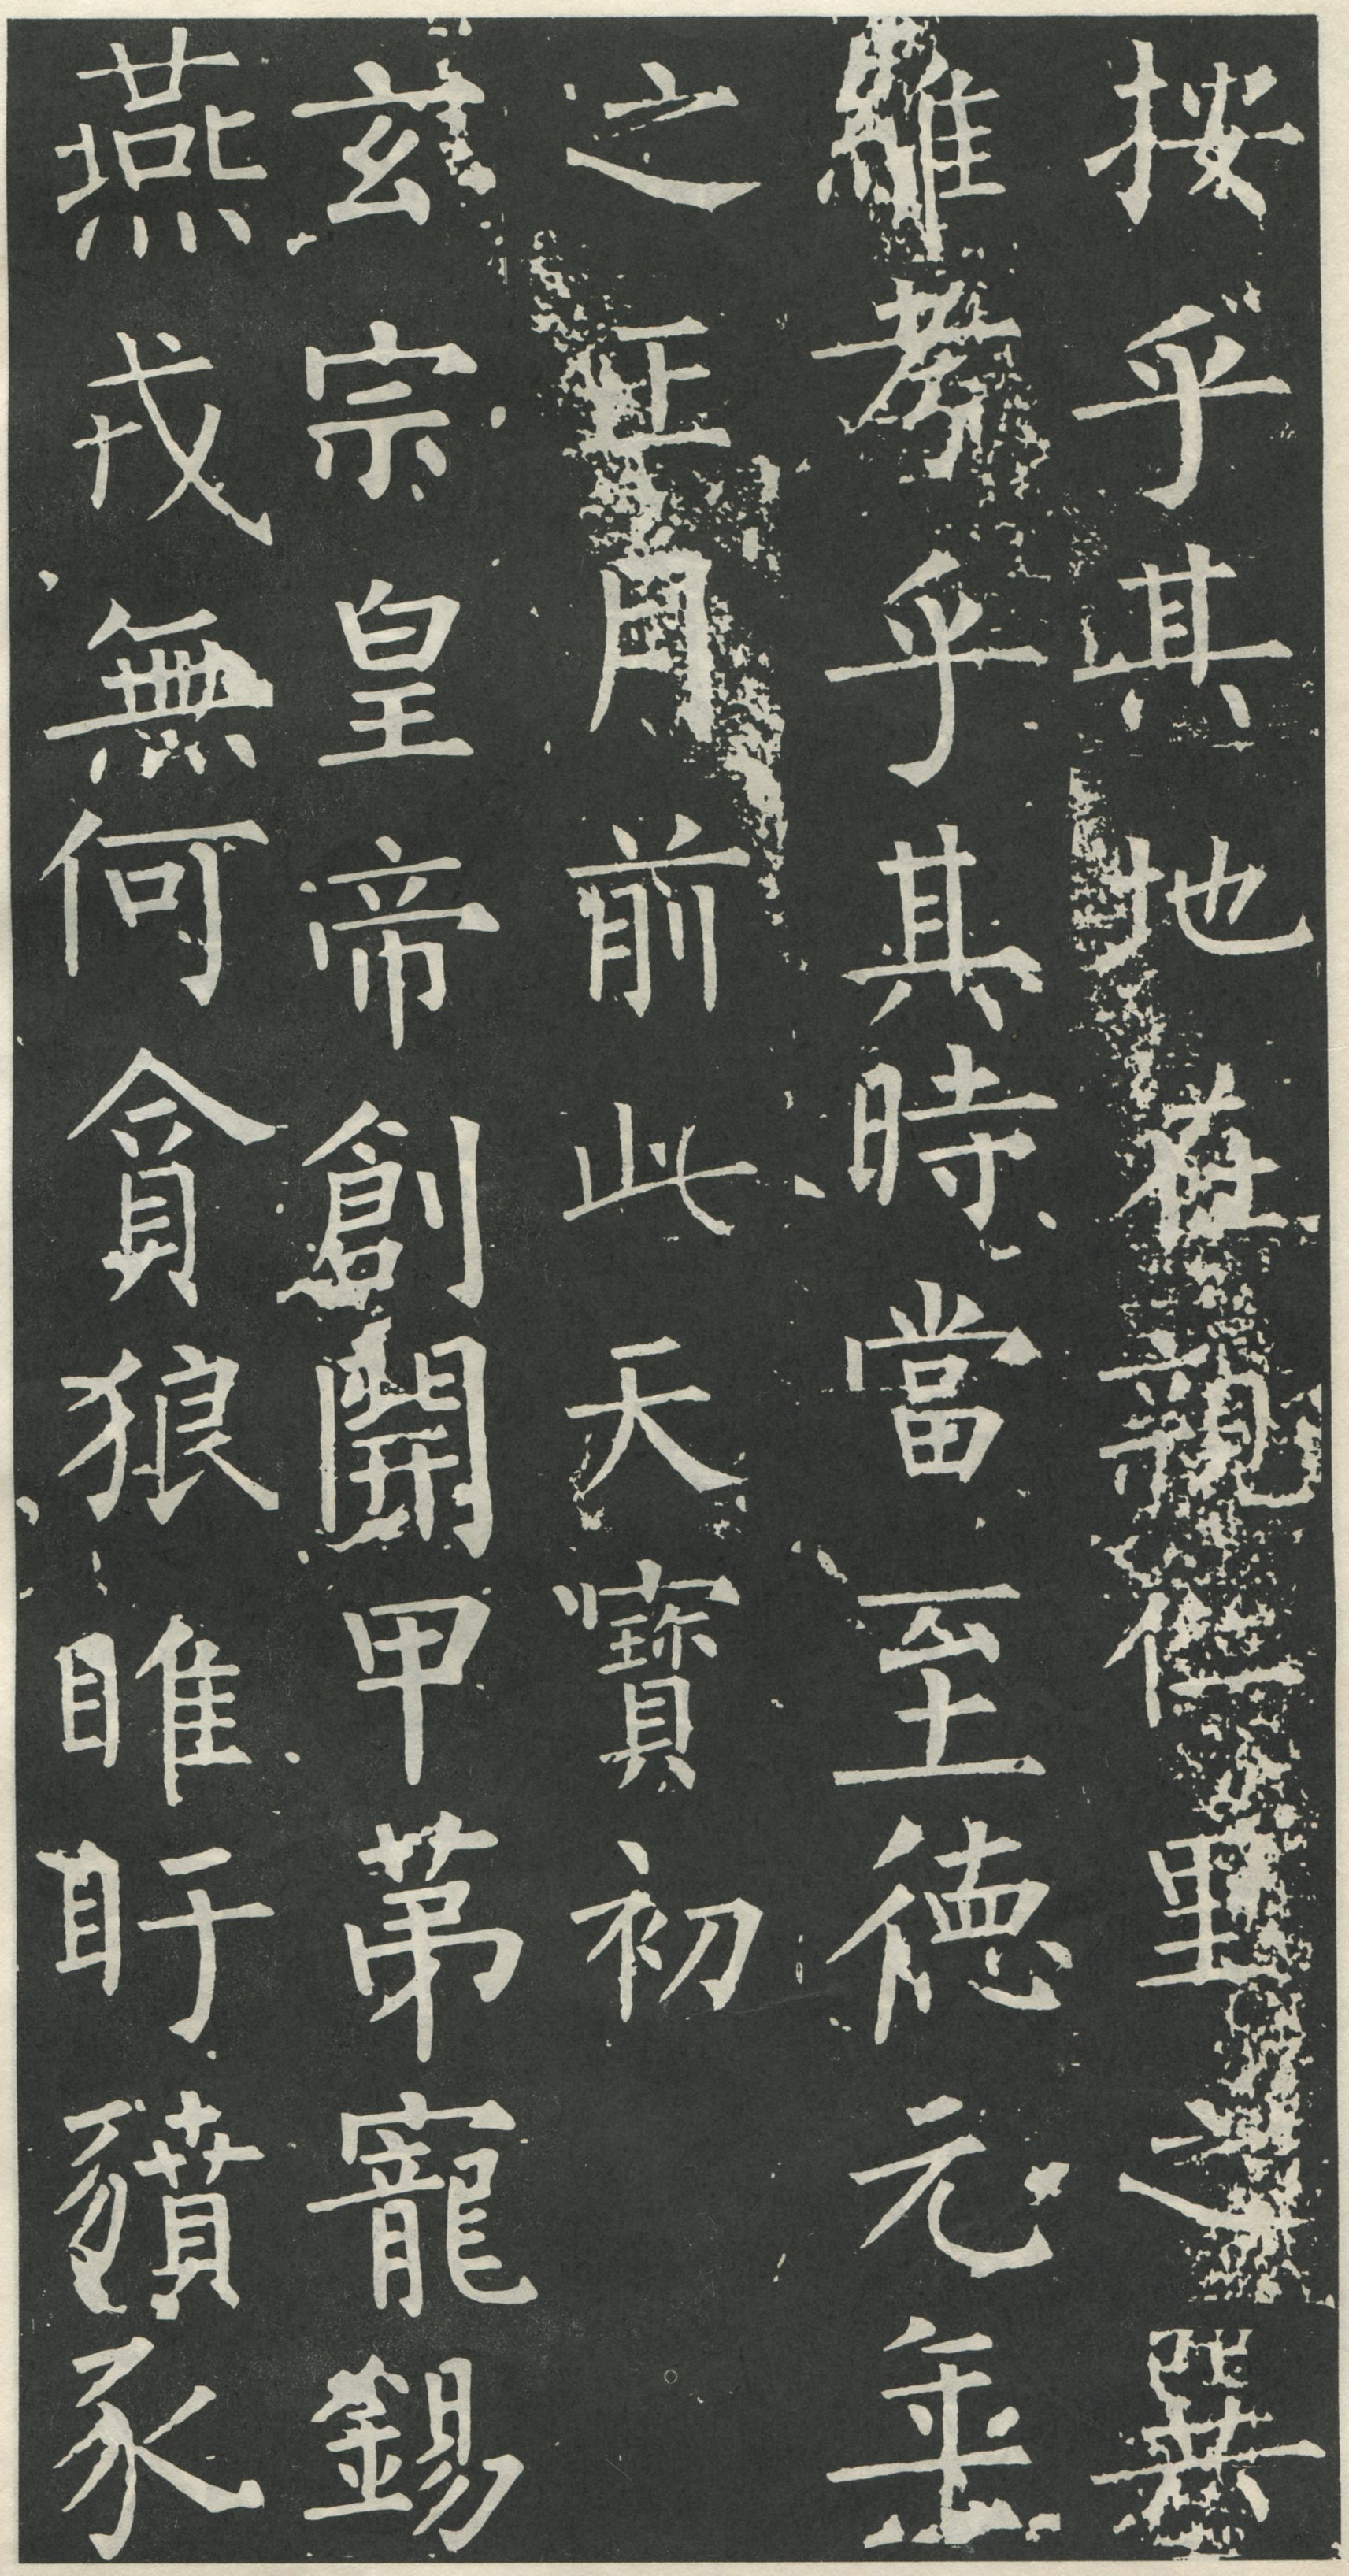 按乎其地在親仁里之巽
維考乎其時當至德元年
之正月前此天寶初
玄宗皇帝創開甲第寵錫
燕戎無何貪狼睢盱豶豕